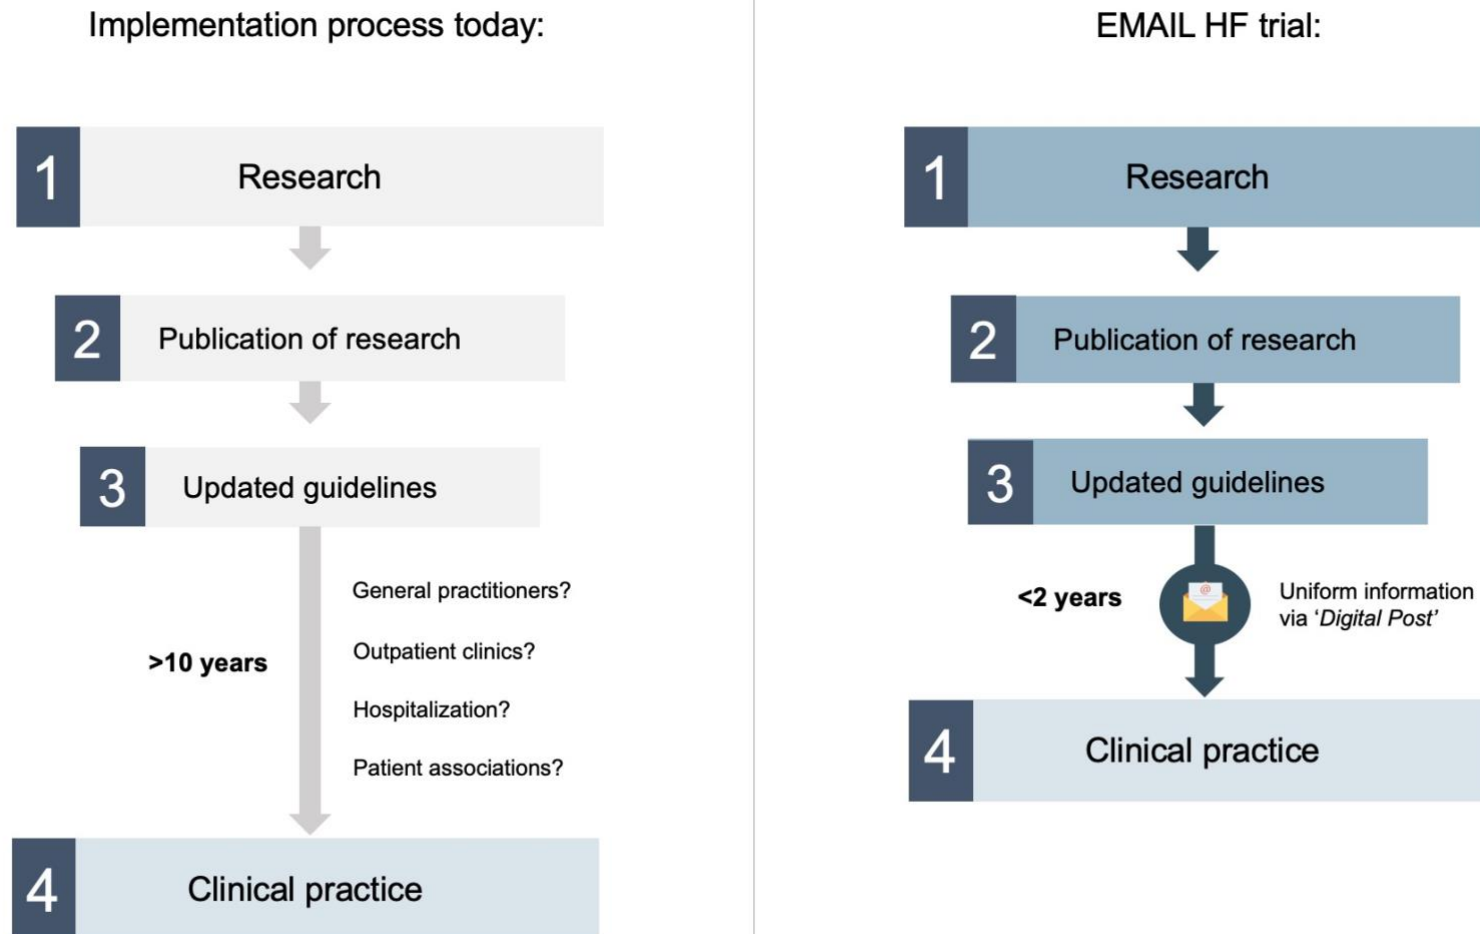 Implementation process today:
1
Research
2
Publication of research
3
Updated guidelines
>10 years
General practitioners?
Outpatient clinics?
Hospitalization?
Patient associations?
4
Clinical practice
EMAIL HF trial:
1
Research
2
Publication of research
3
Updated guidelines
<2 years
@
Uniform information
via ‘Digital Post’
4
Clinical practice